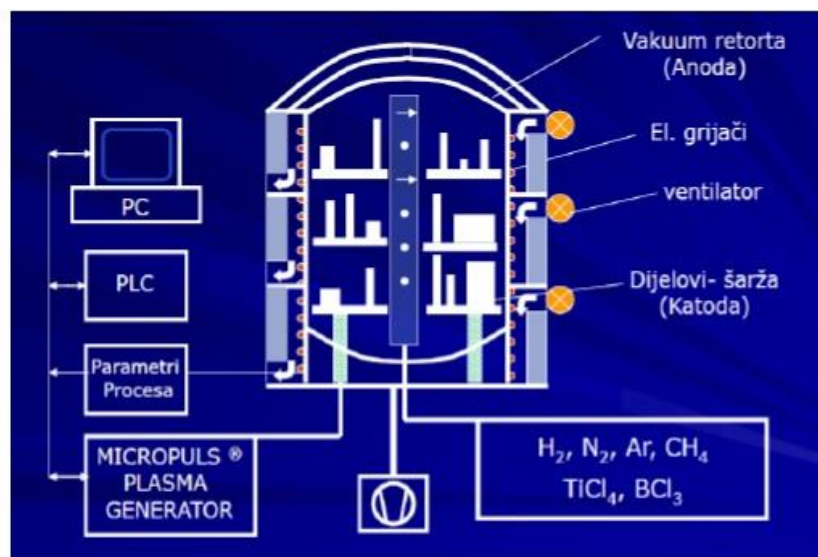 Vakuum retorta
(Anoda)
El. grijači
ventilator
Dijelovi- šarža
(Katoda)
PC
PLC
Parametri
Procesa
MICROPULS ®
PLASMA
GENERATOR
H₂, N₂, Ar, CH₄
TiCl₄, BCl₃